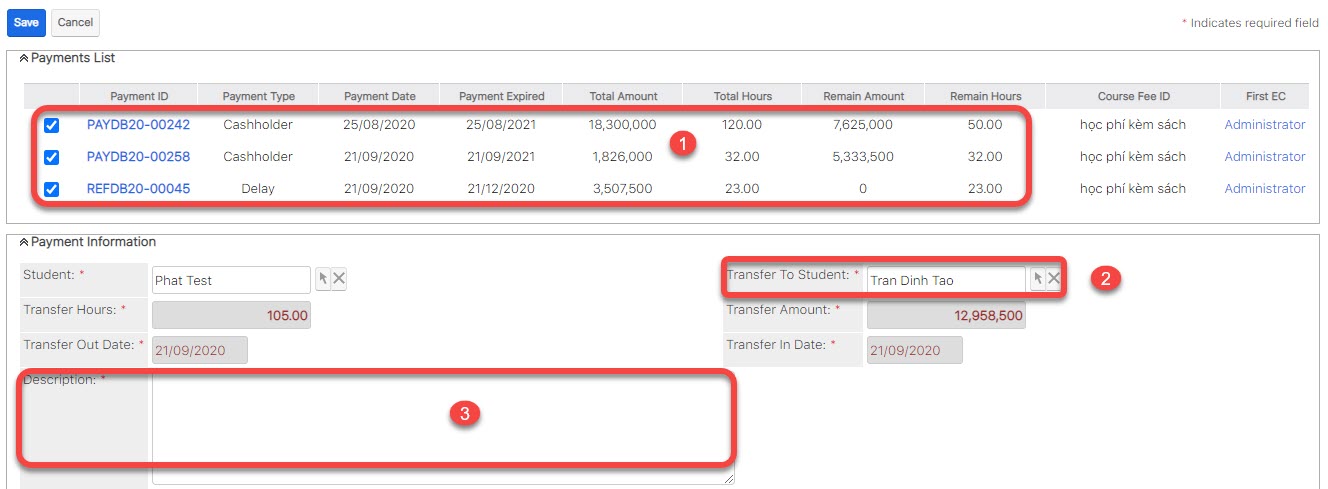 Save Cancel * Indicates required field
Payments List
Payment ID Payment Type Payment Date Payment Expired Total Amount Total Hours Remain Amount Remain Hours Course Fee ID First EC
PAYDB20-00242 Cashholder 25/08/2020 25/08/2021 18,300,000 120.00 7,625,000 50.00 học phí kèm sách Administrator
1
PAYDB20-00258 Cashholder 21/09/2020 21/09/2021 1,826,000 32.00 5,333,500 32.00 học phí kèm sách Administrator
REFDB20-00045 Delay 21/09/2020 21/12/2020 3,507,500 23.00 0 23.00 học phí kèm sách Administrator
Payment Information
Student: * Phat Test Transfer To Student: * Tran Dinh Tao 2
Transfer Hours: * 105.00 Transfer Amount: * 12,958,500
Transfer Out Date: * 21/09/2020 Transfer In Date: * 21/09/2020
Description: *
3